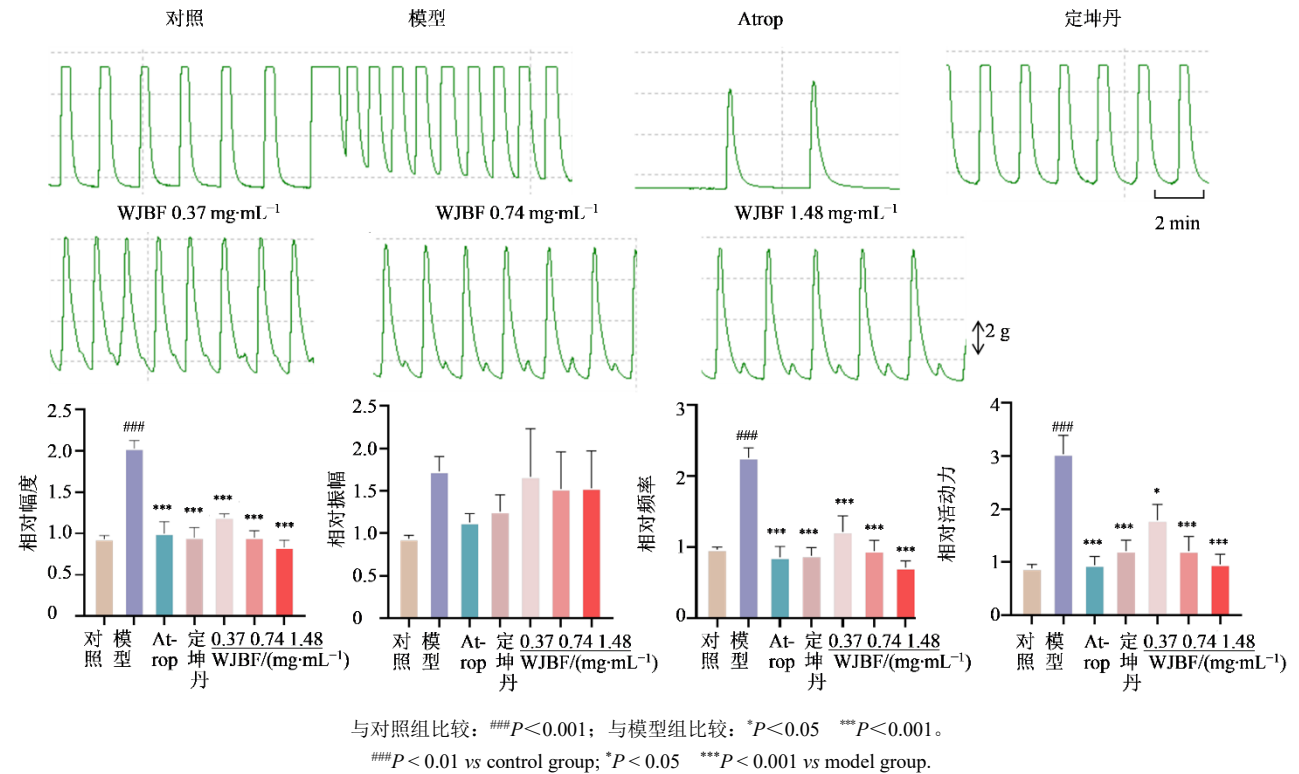 对照 模型 Atrop 定坤丹
WJBF 0.37 mg·mL⁻¹ WJBF 0.74 mg·mL⁻¹ WJBF 1.48 mg·mL⁻¹
2 min
2 g
相对幅度
2.5
2.0
1.5
1.0
0.5
0
###
***
***
***
***
***
对照 模型 At-rop 定坤丹 0.37 0.74 1.48
WJBF/(mg·mL⁻¹)
相对振幅
2.5
2.0
1.5
1.0
0.5
0
对照 模型 At-rop 定坤丹 0.37 0.74 1.48
WJBF/(mg·mL⁻¹)
相对频率
3
2
1
0
###
***
***
***
***
***
对照 模型 At-rop 定坤丹 0.37 0.74 1.48
WJBF/(mg·mL⁻¹)
相对活动力
4
3
2
1
0
###
***
***
*
***
***
对照 模型 At-rop 定坤丹 0.37 0.74 1.48
WJBF/(mg·mL⁻¹)
与对照组比较：###P＜0.001；与模型组比较：*P＜0.05 ***P＜0.001。
###P < 0.01 vs control group; *P < 0.05 ***P < 0.001 vs model group.